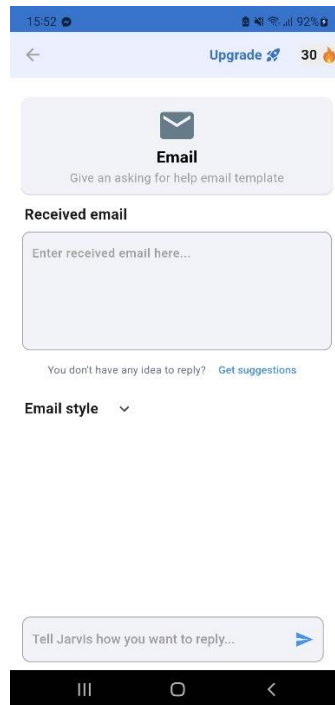 15:52 92%
Upgrade 30
Email
Give an asking for help email template
Received email
Enter received email here...
You don't have any idea to reply? Get suggestions
Email style
Tell Jarvis how you want to reply...